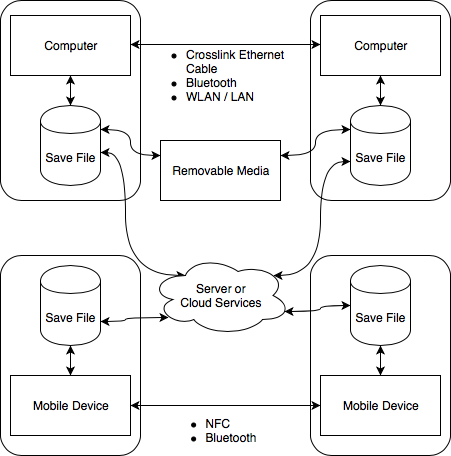 Computer
Computer
● Crosslink Ethernet
Cable
● Bluetooth
● WLAN / LAN
Save File
Save File
Removable Media
Server or
Cloud Services
Save File
Save File
Mobile Device
Mobile Device
● NFC
● Bluetooth